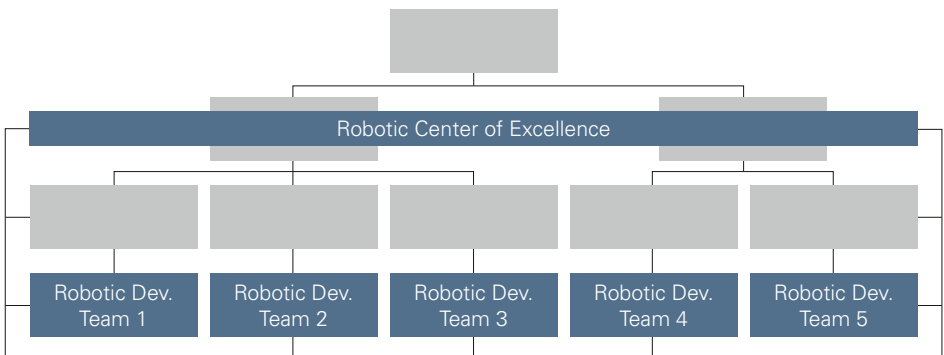 Robotic Center of Excellence
Robotic Dev.
Team 1
Robotic Dev.
Team 2
Robotic Dev.
Team 3
Robotic Dev.
Team 4
Robotic Dev.
Team 5